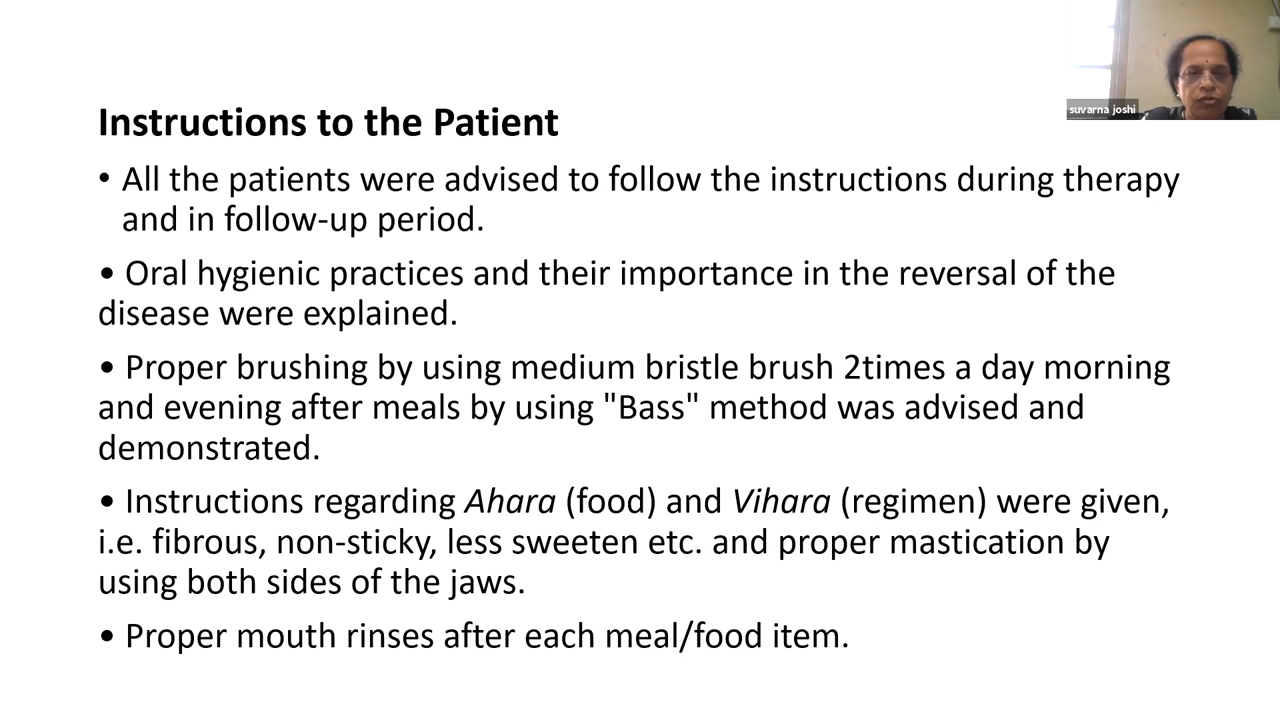 suvarna joshi
Instructions to the Patient
• All the patients were advised to follow the instructions during therapy
and in follow-up period.
• Oral hygienic practices and their importance in the reversal of the
disease were explained.
• Proper brushing by using medium bristle brush 2times a day morning
and evening after meals by using "Bass" method was advised and
demonstrated.
• Instructions regarding Ahara (food) and Vihara (regimen) were given,
i.e. fibrous, non-sticky, less sweeten etc. and proper mastication by
using both sides of the jaws.
• Proper mouth rinses after each meal/food item.